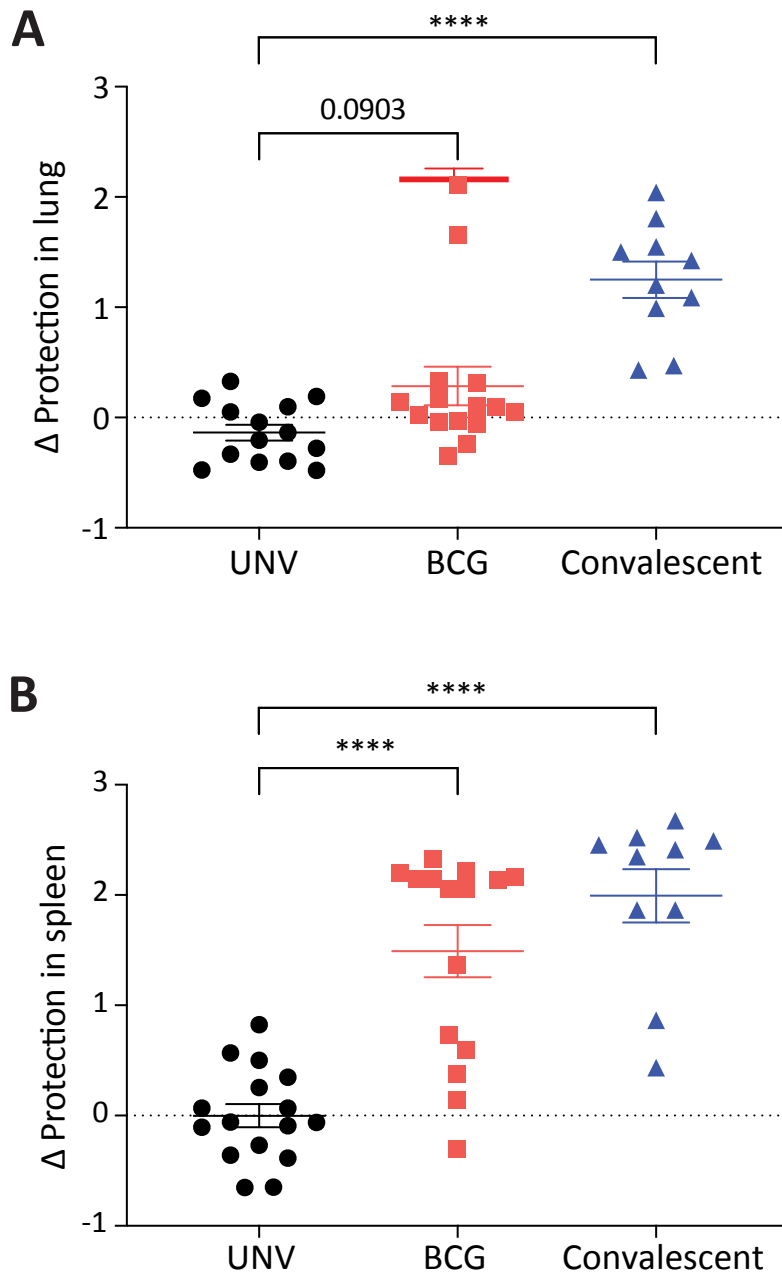 A
****
0.0903
3
2
1
0
-1
Δ Protection in lung
UNV BCG Convalescent
B
****
****
3
2
1
0
-1
Δ Protection in spleen
UNV BCG Convalescent